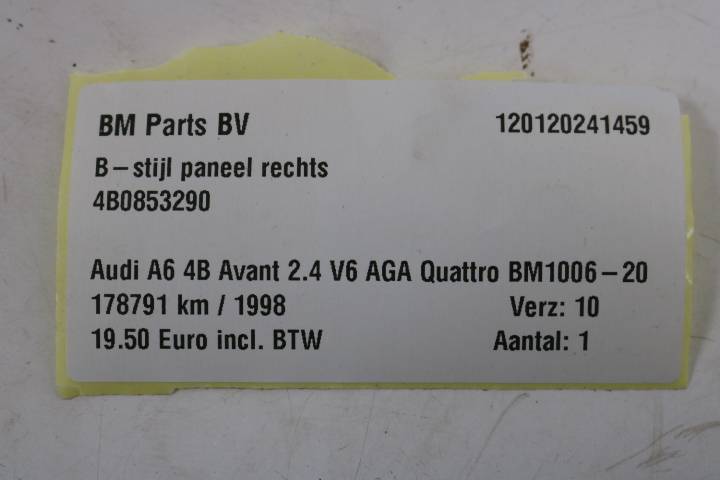 BM Parts BV 120120241459
B-stijl paneel rechts
4B0853290
Audi A6 4B Avant 2.4 V6 AGA Quattro BM1006-20
178791 km / 1998 Verz: 10
19.50 Euro incl. BTW Aantal: 1